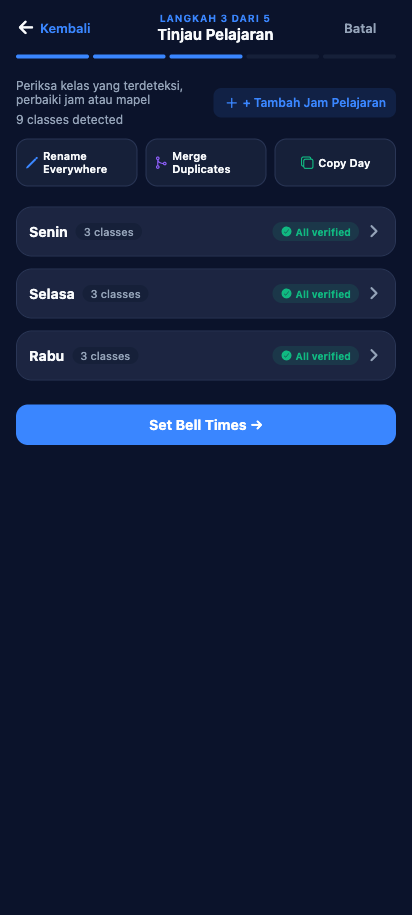 LANGKAH 3 DARI 5
Kembali
Tinjau Pelajaran
Batal
Periksa kelas yang terdeteksi,
perbaiki jam atau mapel
+ Tambah Jam Pelajaran
9 classes detected
Rename
Everywhere
Merge
Duplicates
Copy Day
Senin 3 classes All verified
Selasa 3 classes All verified
Rabu 3 classes All verified
Set Bell Times →